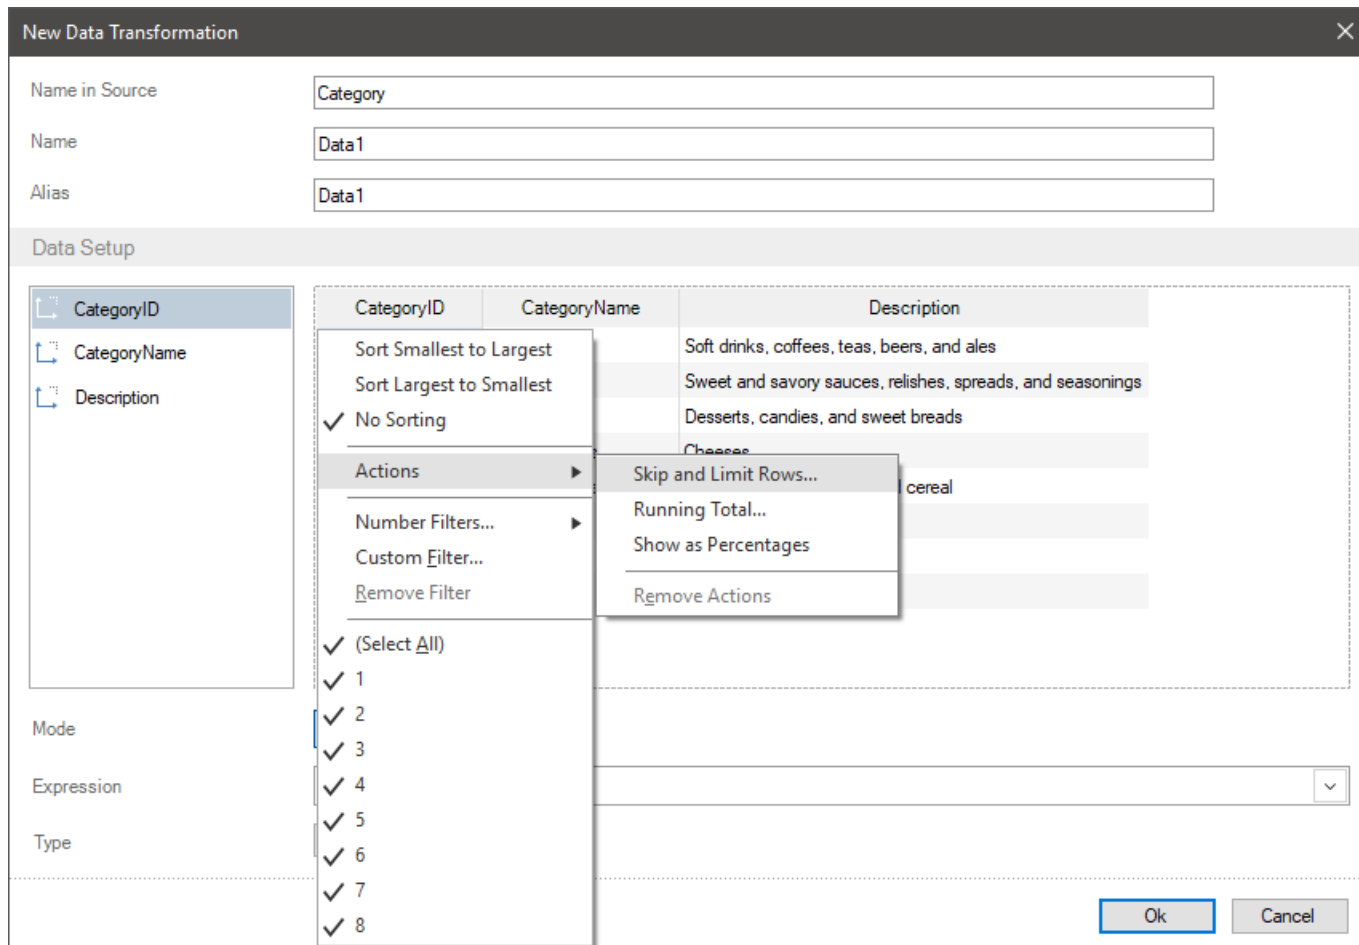 New Data Transformation
Name in Source
Category
Name
Data1
Alias
Data1
Data Setup
CategoryID
CategoryName
Description
CategoryID CategoryName Description
Soft drinks, coffees, teas, beers, and ales
Sweet and savory sauces, relishes, spreads, and seasonings
Desserts, candies, and sweet breads
Cheeses
cereal
Sort Smallest to Largest
Sort Largest to Smallest
No Sorting
Actions
Number Filters...
Custom Filter...
Remove Filter
(Select All)
1
2
3
4
5
6
7
8
Skip and Limit Rows...
Running Total...
Show as Percentages
Remove Actions
Mode
Expression
Type
Ok
Cancel